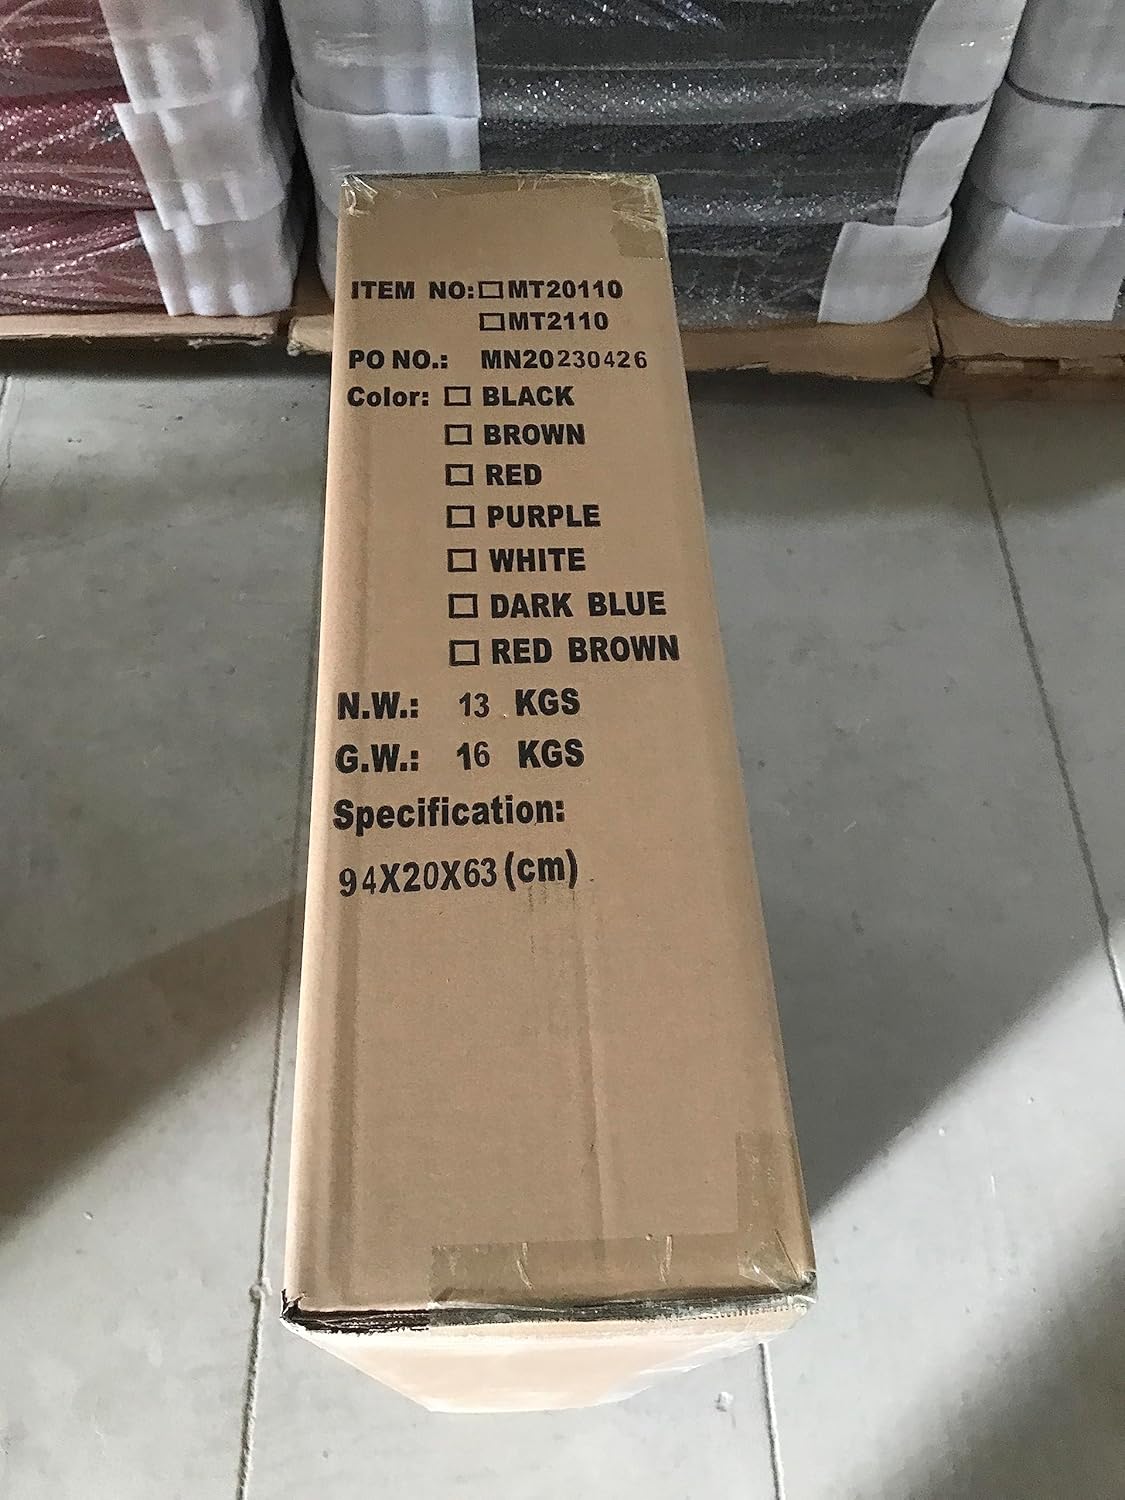 ITEM NO:☐MT20110
☐MT2110
PO NO.: MN20230426
Color: ☐ BLACK
☐ BROWN
☐ RED
☐ PURPLE
☐ WHITE
☐ DARK BLUE
☐ RED BROWN
N.W.: 13 KGS
G.W.: 16 KGS
Specification:
94X20X63(cm)